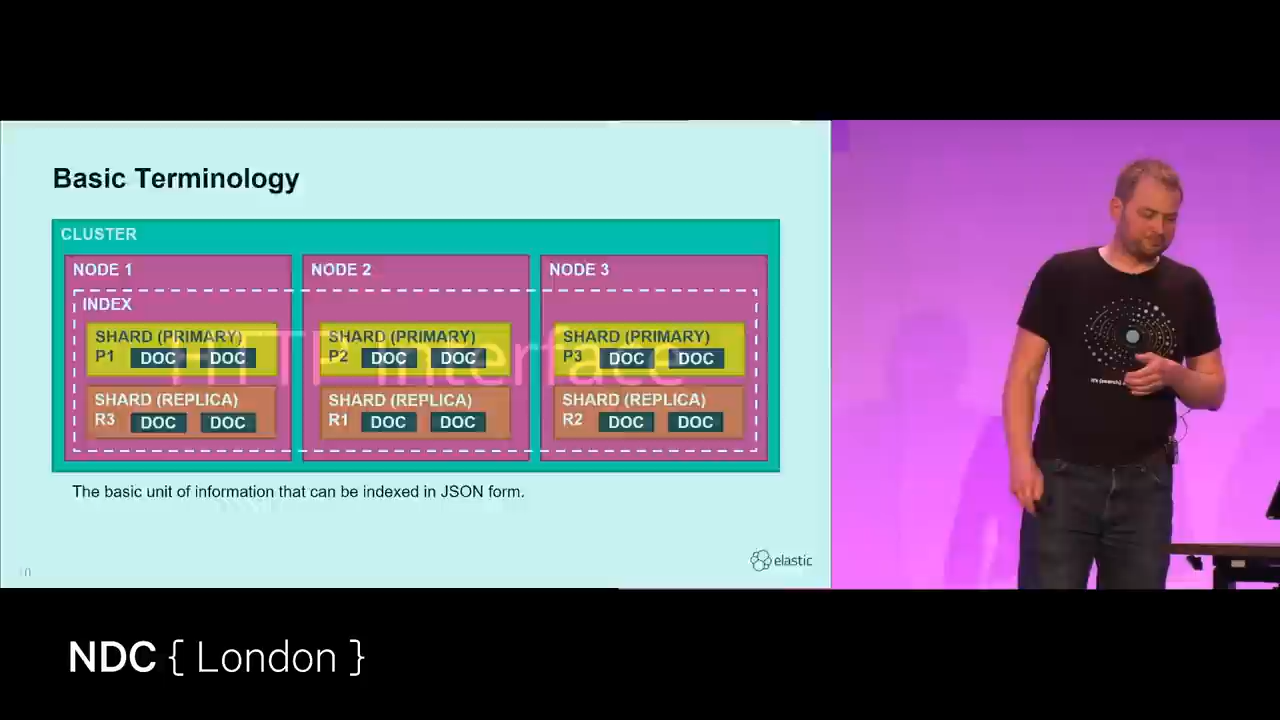 Basic Terminology
CLUSTER
NODE 1
NODE 2
NODE 3
INDEX
SHARD (PRIMARY)
P1 DOC DOC
SHARD (PRIMARY)
P2 DOC DOC
SHARD (PRIMARY)
P3 DOC DOC
HTTP Interface
SHARD (REPLICA)
R3 DOC DOC
SHARD (REPLICA)
R1 DOC DOC
SHARD (REPLICA)
R2 DOC DOC
The basic unit of information that can be indexed in JSON form.
elastic
NDC { London }